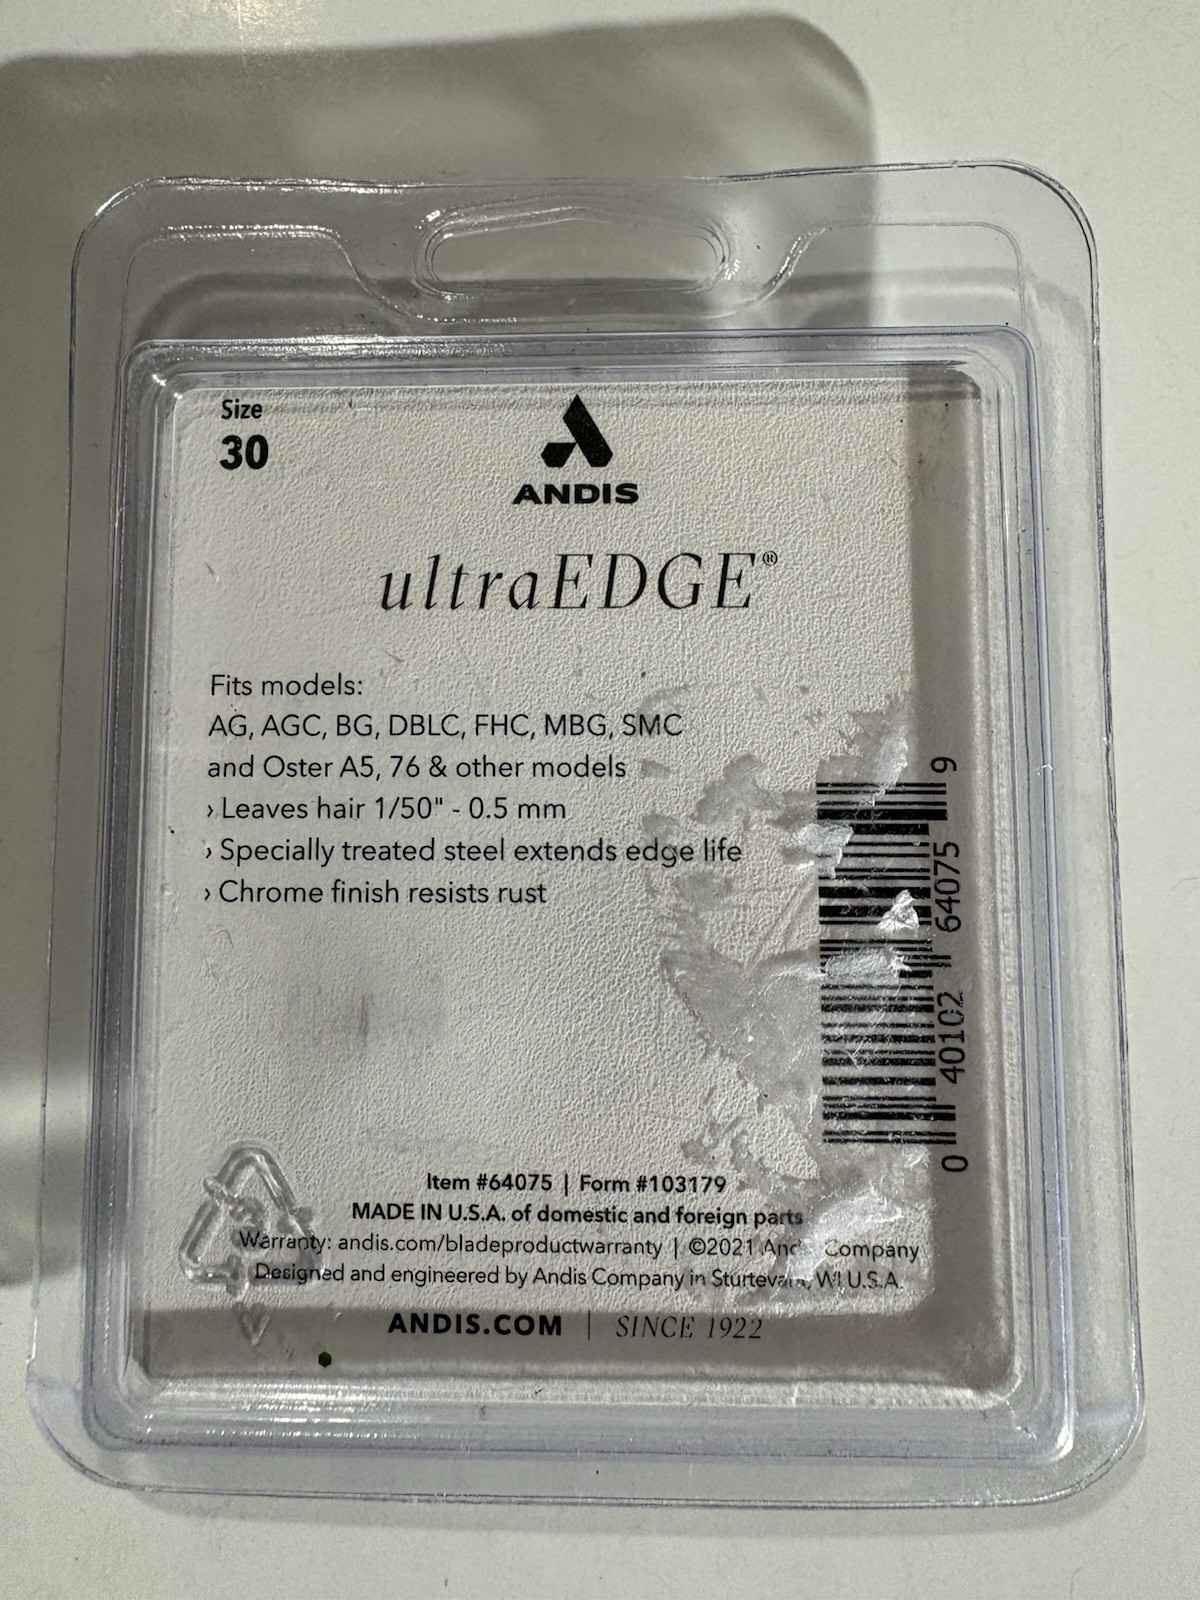 Size
30
ANDIS
ultraEDGE®
Fits models:
AG, AGC, BG, DBLC, FHC, MBG, SMC
and Oster A5, 76 & other models
› Leaves hair 1/50" - 0.5 mm
› Specially treated steel extends edge life
› Chrome finish resists rust
0 40102 64075 9
Item #64075 | Form #103179
MADE IN U.S.A. of domestic and foreign parts
Warranty: andis.com/bladeproductwarranty | ©2021 Company
Designed and engineered by Andis Company in WI U.S.A.
ANDIS.COM | SINCE 1922